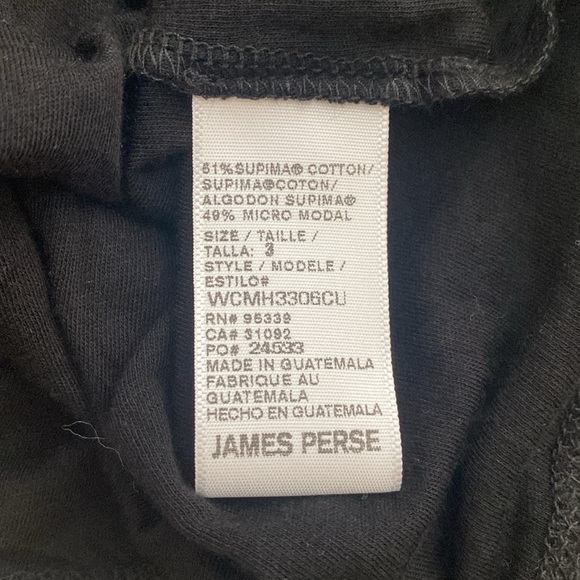 51% SUPIMA® COTTON/
SUPIMA®COTON/
ALGODON SUPIMA®
49% MICRO MODAL
SIZE / TAILLE /
TALLA: 3
STYLE / MODELE /
ESTILO#
WCMH3306CU
RN# 96339
CA# 31092
PO# 24533
MADE IN GUATEMALA
FABRIQUE AU
GUATEMALA
HECHO EN GUATEMALA
JAMES PERSE